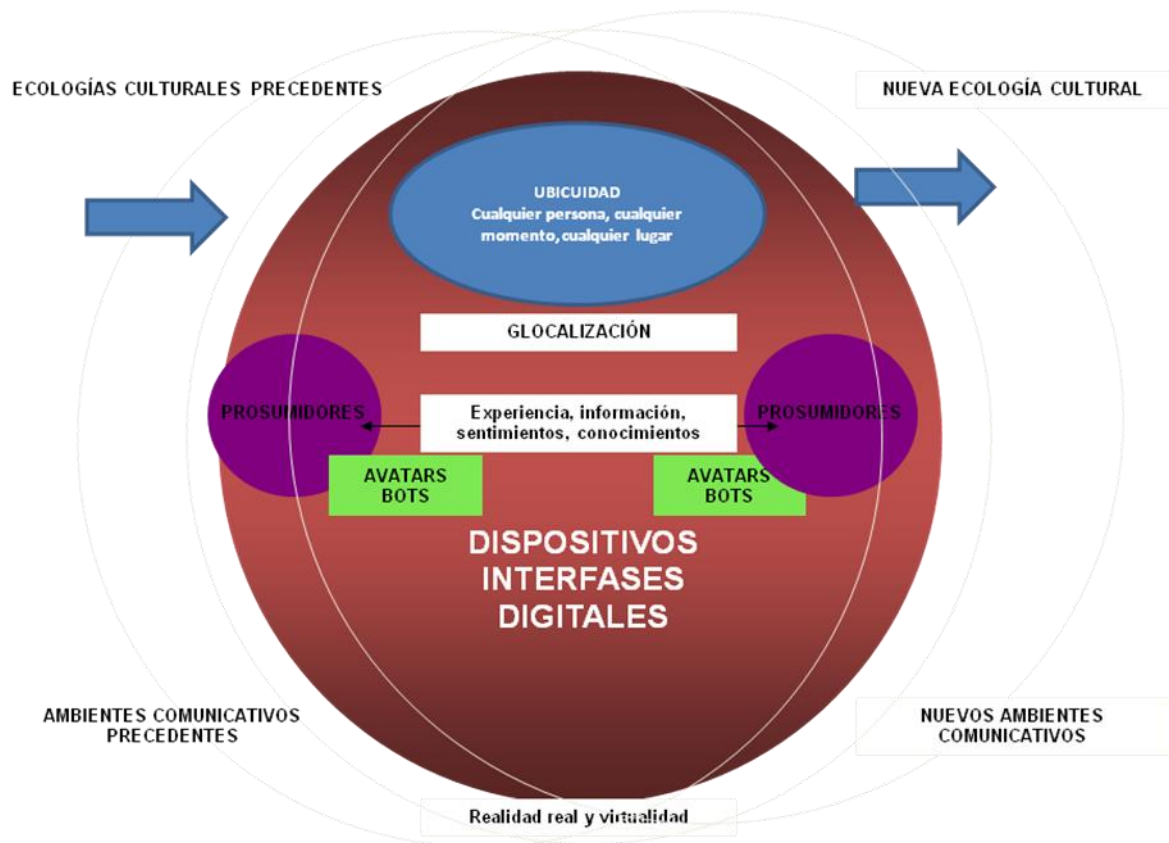 ECOLOGÍAS CULTURALES PRECEDENTES
NUEVA ECOLOGÍA CULTURAL
UBICUIDAD
Cualquier persona, cualquier
momento, cualquier lugar
GLOCALIZACIÓN
PROSUMIDORES
Experiencia, información,
sentimientos, conocimientos
PROSUMIDORES
AVATARS
BOTS
AVATARS
BOTS
DISPOSITIVOS
INTERFASES
DIGITALES
AMBIENTES COMUNICATIVOS
PRECEDENTES
NUEVOS AMBIENTES
COMUNICATIVOS
Realidad real y virtualidad